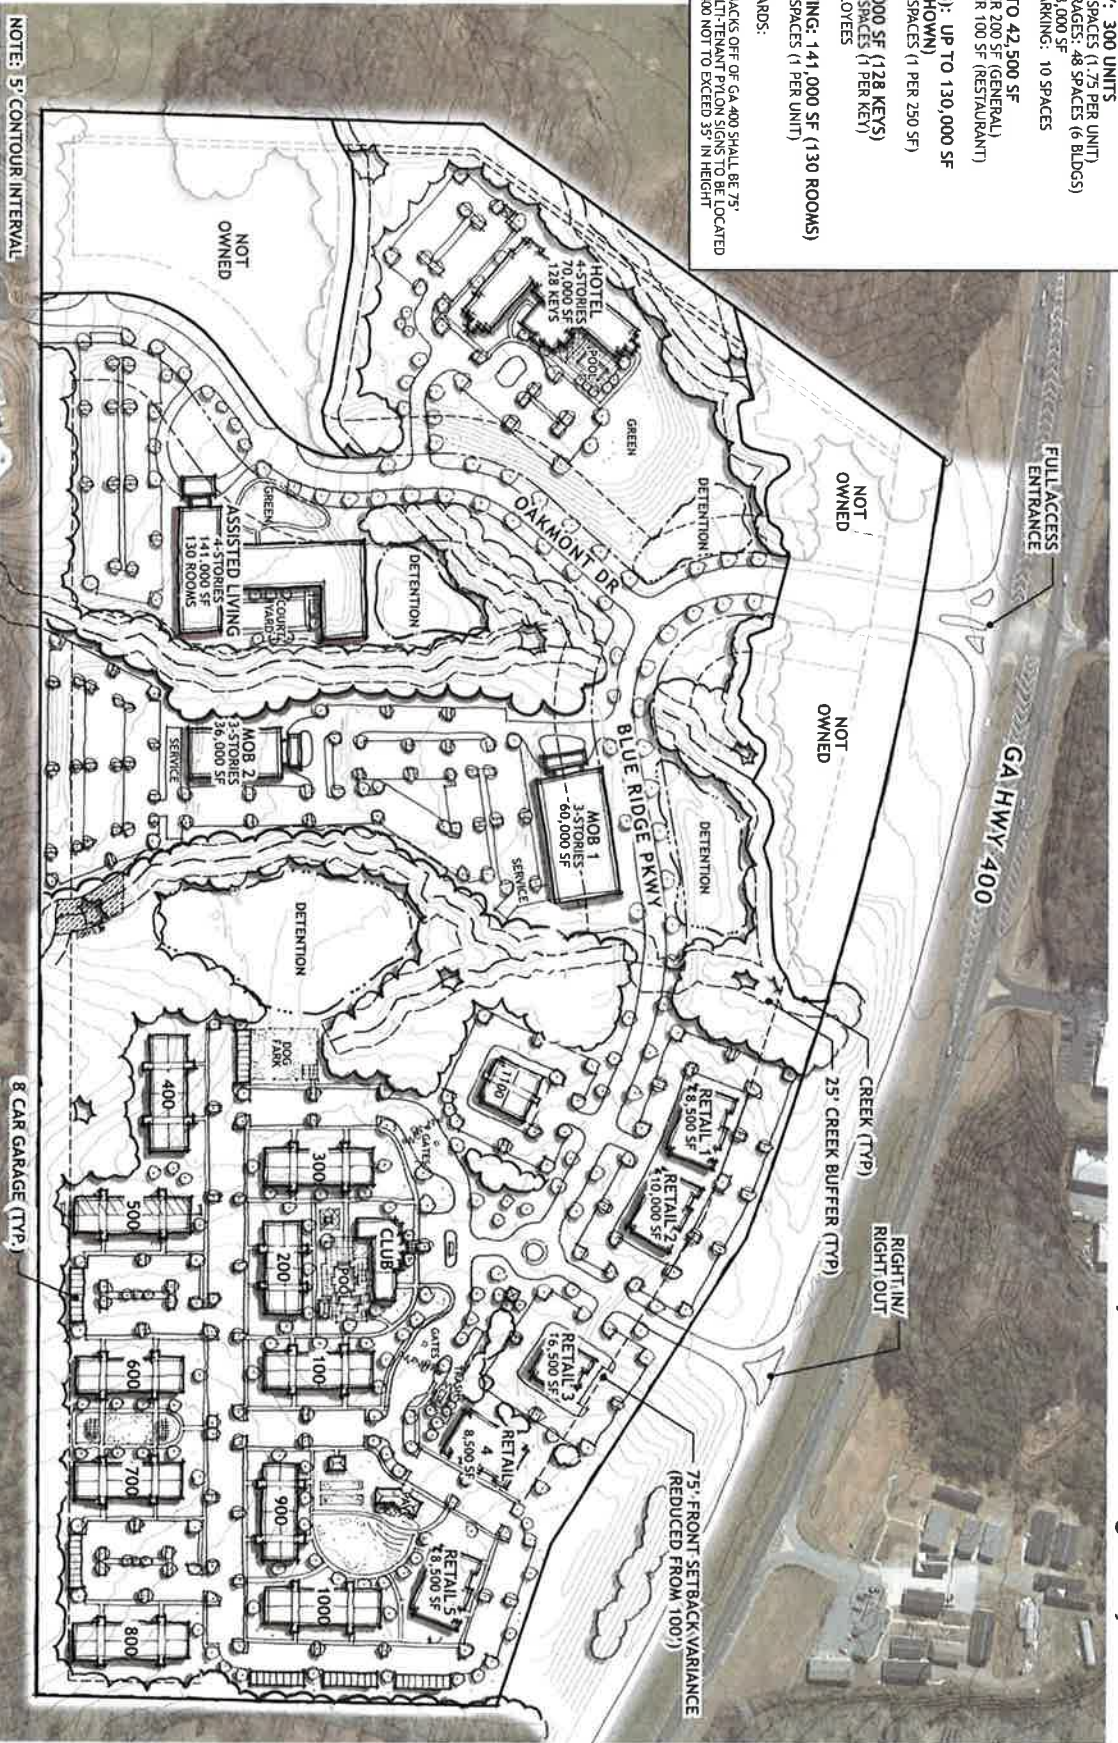 : 300 UNITS
SPACES (1.75 PER UNIT)
RAGES: 48 SPACES (6 BLDGS)
,000 SF
ARKING: 10 SPACES
TO 42,500 SF
R 200 SF (GENERAL)
R 100 SF (RESTAURANT)
): UP TO 130,000 SF
HOWN)
SPACES (1 PER 250 SF)
000 SF (128 KEYS)
SPACES (1 PER KEY)
LOYEES
ING: 141,000 SF (130 ROOMS)
SPACES (1 PER UNIT)
ARDS:
BACKS OFF OF GA 400 SHALL BE 75'
LTI-TENANT PYLON SIGNS TO BE LOCATED
00 NOT TO EXCEED 35' IN HEIGHT
FULL ACCESS
ENTRANCE
GA HWY 400
RIGHT IN/
RIGHT OUT
CREEK (TYP)
25' CREEK BUFFER (TYP)
75' FRONT SETBACK VARIANCE
(REDUCED FROM 100')
NOT
OWNED
NOT
OWNED
NOT
OWNED
HOTEL
4-STORIES
70,000 SF
128 KEYS
POOL
GREEN
DETENTION
OAKMONT DR
BLUE RIDGE PKWY
DETENTION
RETAIL 1
8,500 SF
RETAIL 2
10,000 SF
RETAIL 3
6,500 SF
RETAIL
4
8,500 SF
RETAIL 5
8,500 SF
GREEN
ASSISTED LIVING
4-STORIES
141,000 SF
130 ROOMS
COURT
YARD
DETENTION
MOB 1
3-STORIES
60,000 SF
SERVICE
MOB 2
3-STORIES
36,000 SF
SERVICE
DETENTION
DOG
PARK
1100
GATES
CLUB
POOL
GATES
TRASH
300
200
100
900
1000
400
500
600
700
800
NOTE: 5' CONTOUR INTERVAL
8 CAR GARAGE (TYP.)